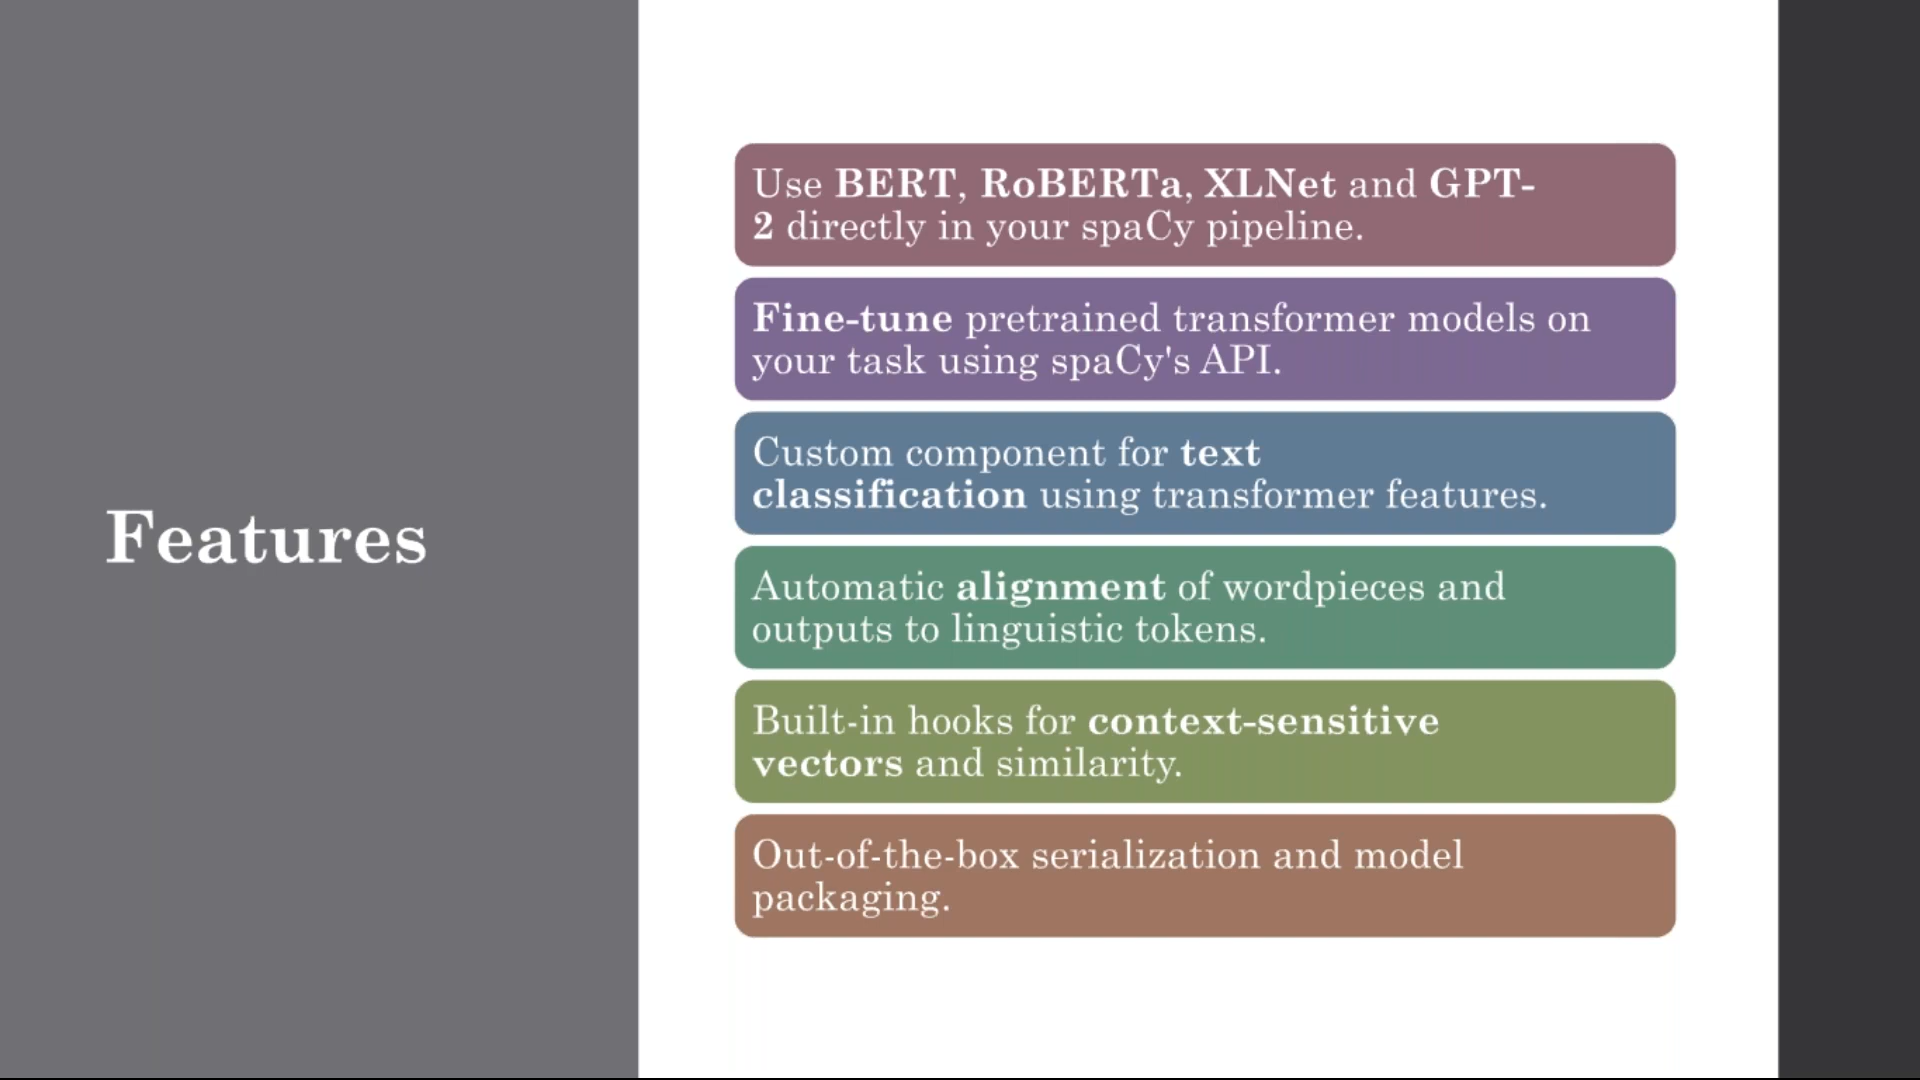 Features
Use BERT, RoBERTa, XLNet and GPT-
2 directly in your spaCy pipeline.
Fine-tune pretrained transformer models on
your task using spaCy's API.
Custom component for text
classification using transformer features.
Automatic alignment of wordpieces and
outputs to linguistic tokens.
Built-in hooks for context-sensitive
vectors and similarity.
Out-of-the-box serialization and model
packaging.